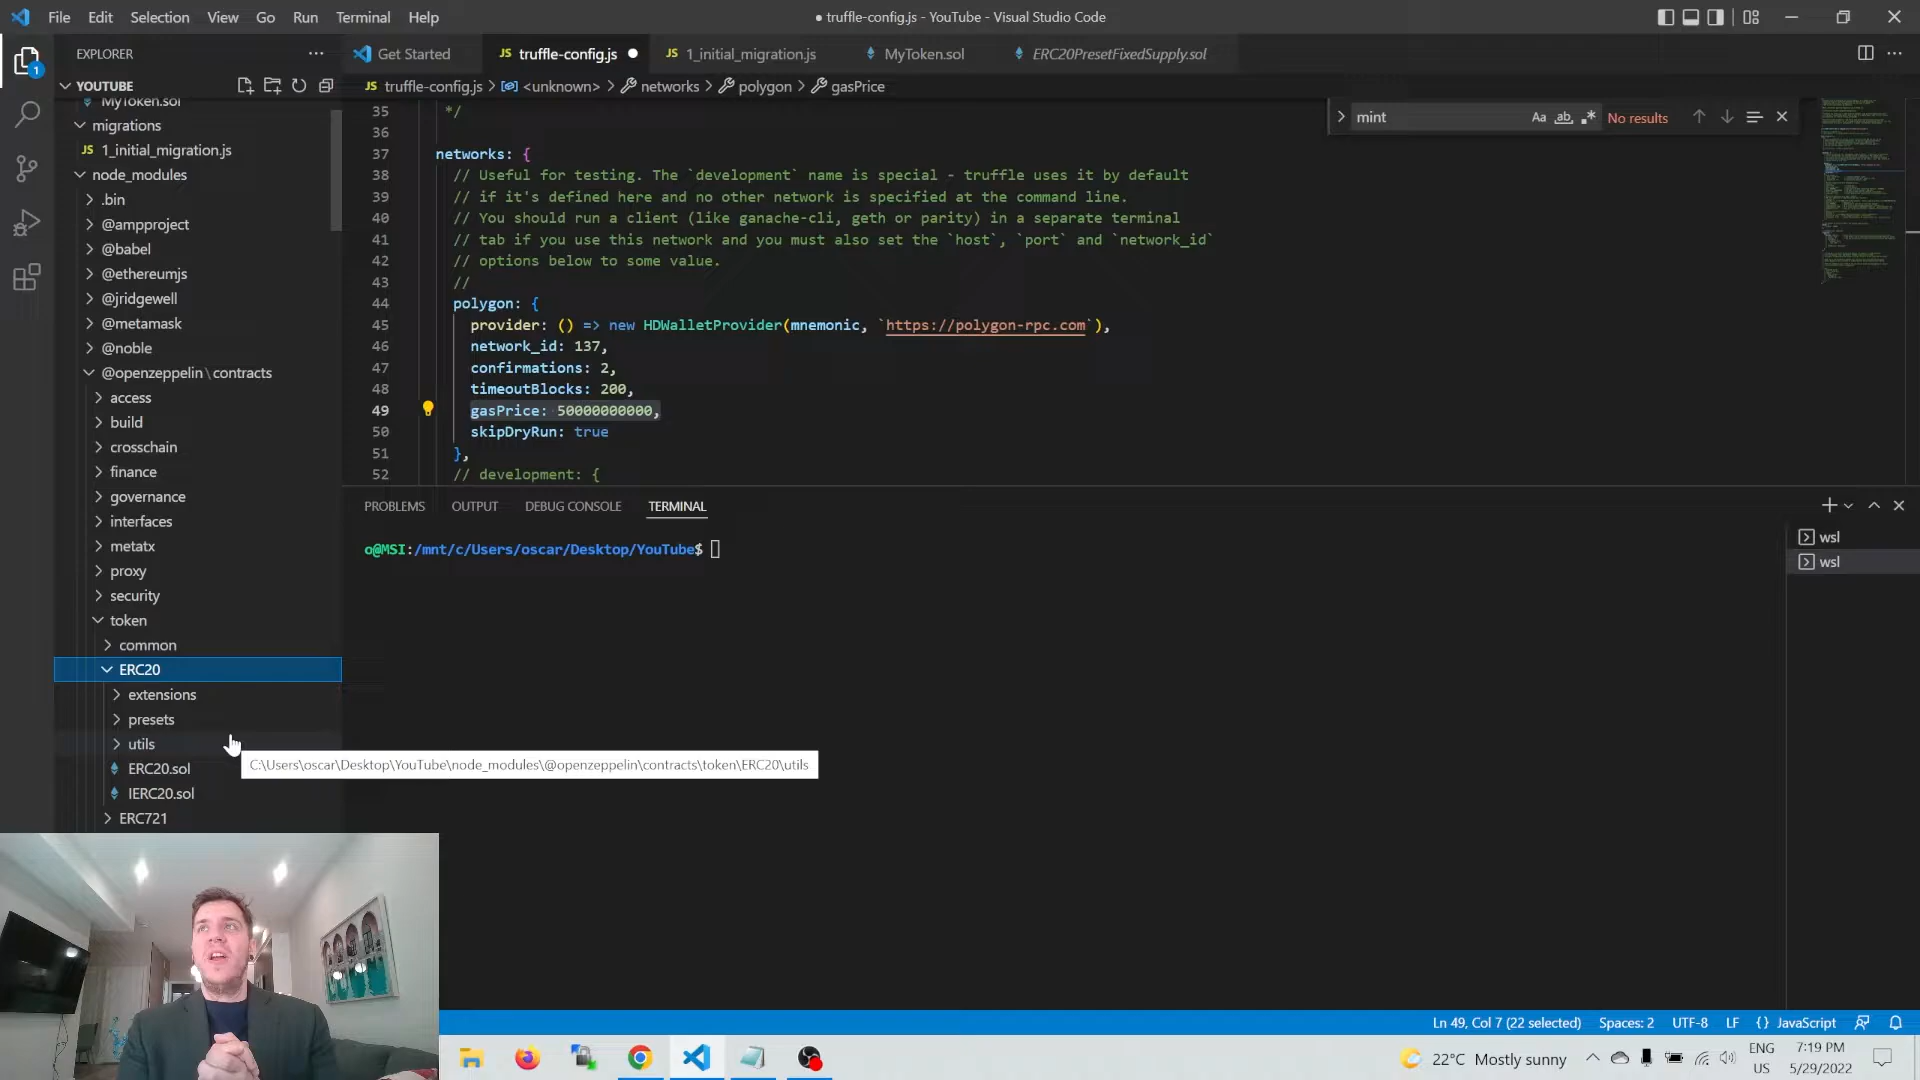 File Edit Selection View Go Run Terminal Help
● truffle-config.js - YouTube - Visual Studio Code
EXPLORER
Get Started
JS truffle-config.js
JS 1_initial_migration.js
MyToken.sol
ERC20PresetFixedSupply.sol
YOUTUBE
JS truffle-config.js > <unknown> > networks > polygon > gasPrice
MyToken.sol
migrations
JS 1_initial_migration.js
node_modules
.bin
@ampproject
@babel
@ethereumjs
@jridgewell
@metamask
@noble
@openzeppelin\contracts
access
build
crosschain
finance
governance
interfaces
metatx
proxy
security
token
common
ERC20
extensions
presets
utils
ERC20.sol
IERC20.sol
ERC721
C:\Users\oscar\Desktop\YouTube\node_modules\@openzeppelin\contracts\token\ERC20\utils
mint
Aa ab .* No results
35 */
36
37 networks: {
38 // Useful for testing. The `development` name is special - truffle uses it by default
39 // if it's defined here and no other network is specified at the command line.
40 // You should run a client (like ganache-cli, geth or parity) in a separate terminal
41 // tab if you use this network and you must also set the `host`, `port` and `network_id`
42 // options below to some value.
43 //
44 polygon: {
45 provider: () => new HDWalletProvider(mnemonic, `https://polygon-rpc.com`),
46 network_id: 137,
47 confirmations: 2,
48 timeoutBlocks: 200,
49 gasPrice: 50000000000,
50 skipDryRun: true
51 },
52 // development: {
PROBLEMS OUTPUT DEBUG CONSOLE TERMINAL
o@MSI:/mnt/c/Users/oscar/Desktop/YouTube$
wsl
wsl
1
Ln 49, Col 7 (22 selected) Spaces: 2 UTF-8 LF {} JavaScript
22°C Mostly sunny
ENG
US
7:19 PM
5/29/2022